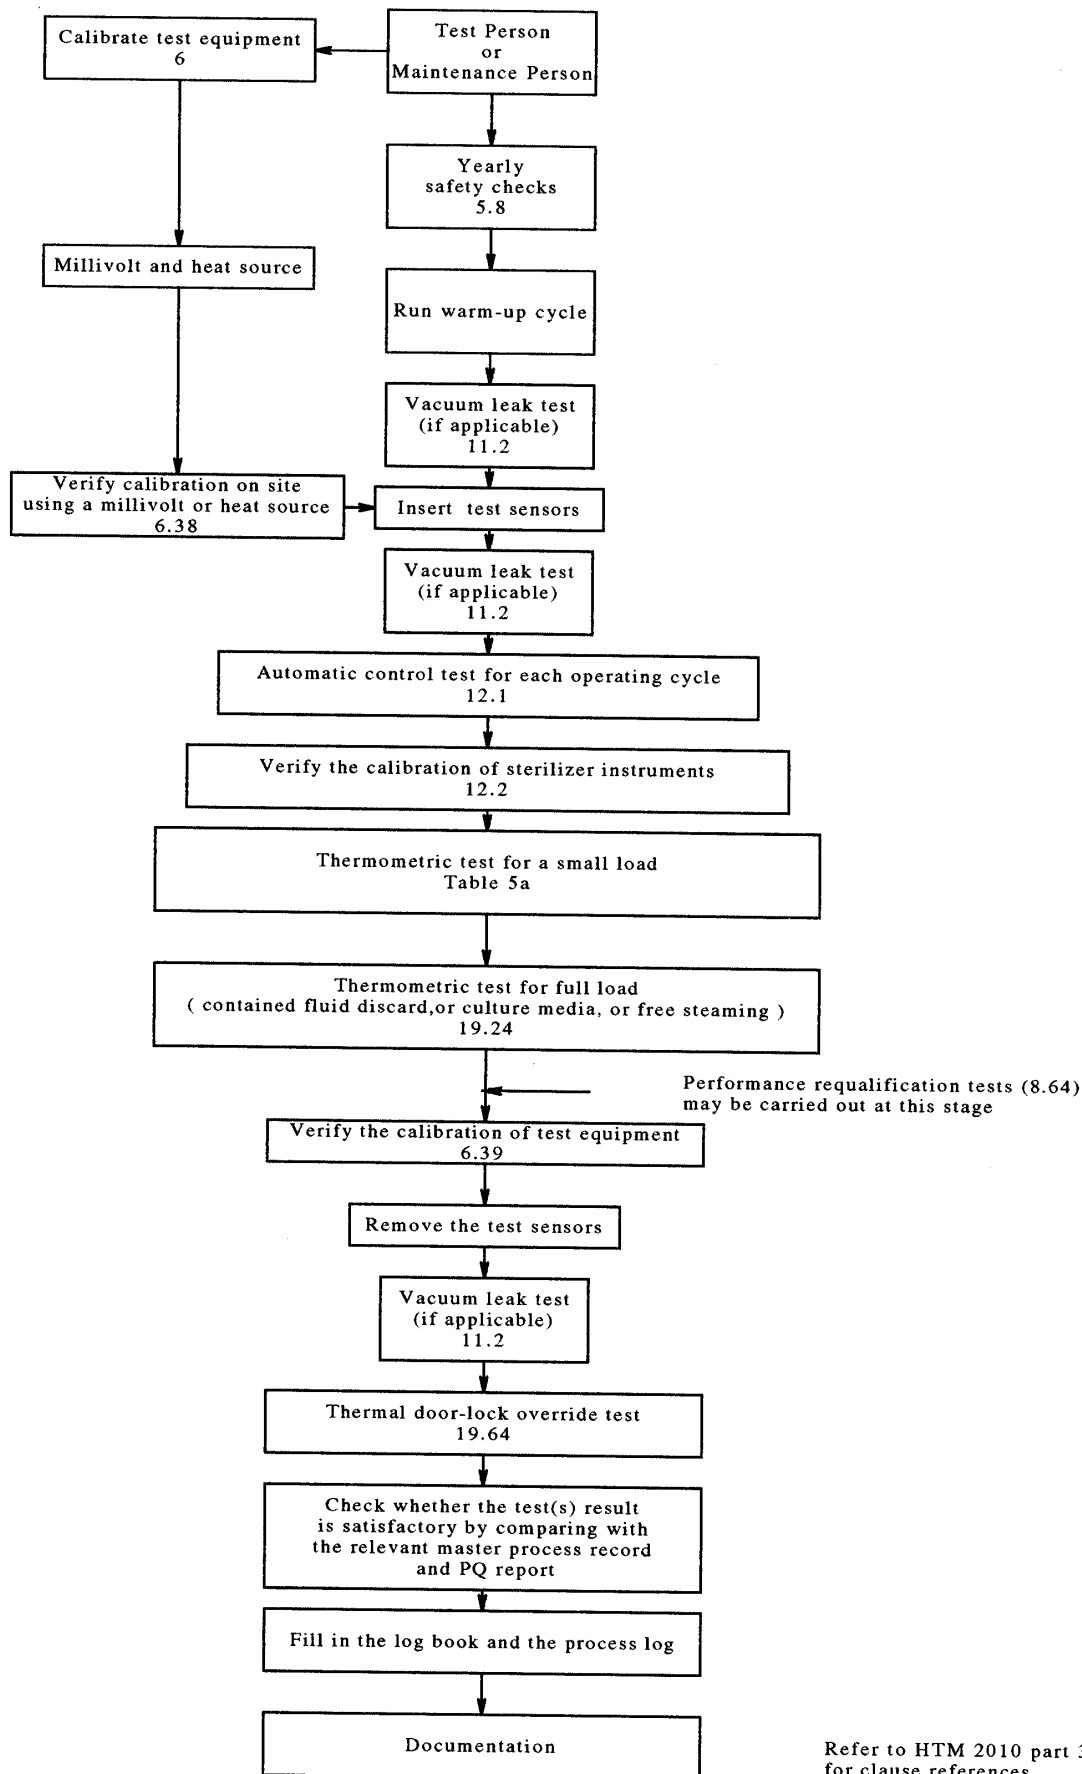 Calibrate test equipment
6
Test Person
or
Maintenance Person
Yearly
safety checks
5.8
Millivolt and heat source
Run warm-up cycle
Vacuum leak test
(if applicable)
11.2
Verify calibration on site
using a millivolt or heat source
6.38
Insert test sensors
Vacuum leak test
(if applicable)
11.2
Automatic control test for each operating cycle
12.1
Verify the calibration of sterilizer instruments
12.2
Thermometric test for a small load
Table 5a
Thermometric test for full load
( contained fluid discard,or culture media, or free steaming )
19.24
Performance requalification tests (8.64)
may be carried out at this stage
Verify the calibration of test equipment
6.39
Remove the test sensors
Vacuum leak test
(if applicable)
11.2
Thermal door-lock override test
19.64
Check whether the test(s) result
is satisfactory by comparing with
the relevant master process record
and PQ report
Fill in the log book and the process log
Documentation
Refer to HTM 2010 part 3
for clause references